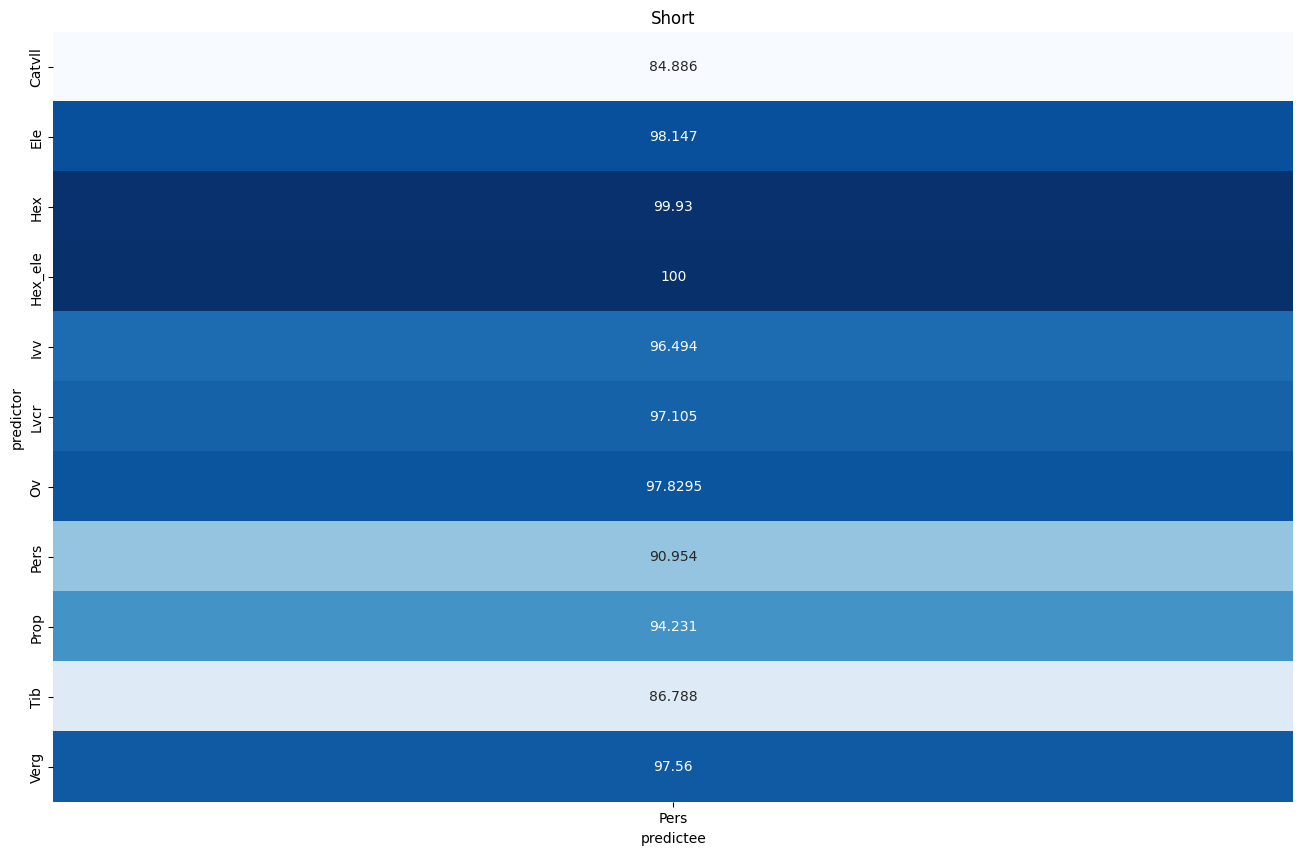 Short
predictor
Catvll 84.886
Ele 98.147
Hex 99.93
Hex_ele 100
Ivv 96.494
Lvcr 97.105
Ov 97.8295
Pers 90.954
Prop 94.231
Tib 86.788
Verg 97.56
Pers
predictee